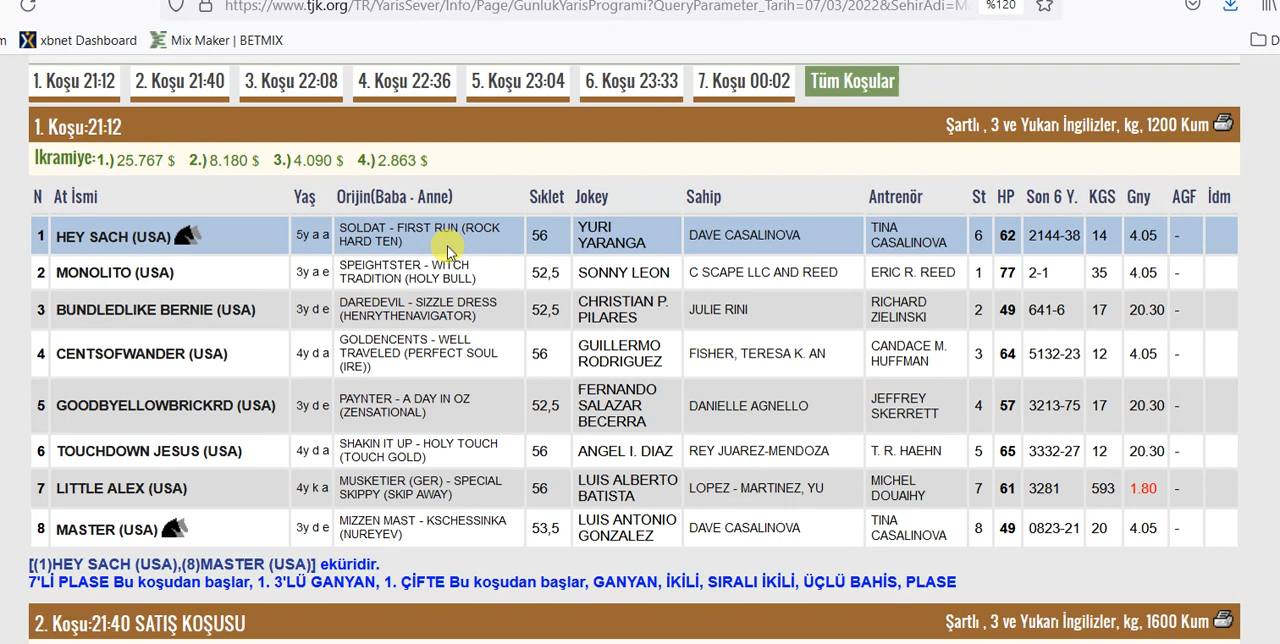 https://www.tjk.org/TR/YarisSever/Info/Page/GunlukYarisProgrami?QueryParameter_Tarih=07/03/2022&SehirAdi=M %120
xbnet Dashboard Mix Maker | BETMIX
1. Koşu 21:12 2. Koşu 21:40 3. Koşu 22:08 4. Koşu 22:36 5. Koşu 23:04 6. Koşu 23:33 7. Koşu 00:02 Tüm Koşular
1. Koşu:21:12 Şartlı , 3 ve Yukarı İngilizler, kg, 1200 Kum
Ikramiye:1.) 25.767 $ 2.) 8.180 $ 3.) 4.090 $ 4.) 2.863 $
N At İsmi Yaş Orijin(Baba - Anne) Sıklet Jokey Sahip Antrenör St HP Son 6 Y. KGS Gny AGF İdm
1 HEY SACH (USA) 5y a a SOLDAT - FIRST RUN (ROCK HARD TEN) 56 YURI YARANGA DAVE CASALINOVA TINA CASALINOVA 6 62 2144-38 14 4.05 -
2 MONOLITO (USA) 3y a e SPEIGHTSTER - WITCH TRADITION (HOLY BULL) 52,5 SONNY LEON C SCAPE LLC AND REED ERIC R. REED 1 77 2-1 35 4.05 -
3 BUNDLEDLIKE BERNIE (USA) 3y d e DAREDEVIL - SIZZLE DRESS (HENRYTHENAVIGATOR) 52,5 CHRISTIAN P. PILARES JULIE RINI RICHARD ZIELINSKI 2 49 641-6 17 20.30 -
4 CENTSOFWANDER (USA) 4y d a GOLDENCENTS - WELL TRAVELED (PERFECT SOUL (IRE)) 56 GUILLERMO RODRIGUEZ FISHER, TERESA K. AN CANDACE M. HUFFMAN 3 64 5132-23 12 4.05 -
5 GOODBYELLOWBRICKRD (USA) 3y d e PAYNTER - A DAY IN OZ (ZENSATIONAL) 52,5 FERNANDO SALAZAR BECERRA DANIELLE AGNELLO JEFFREY SKERRETT 4 57 3213-75 17 20.30 -
6 TOUCHDOWN JESUS (USA) 4y d a SHAKIN IT UP - HOLY TOUCH (TOUCH GOLD) 56 ANGEL I. DIAZ REY JUAREZ-MENDOZA T. R. HAEHN 5 65 3332-27 12 20.30 -
7 LITTLE ALEX (USA) 4y k a MUSKETIER (GER) - SPECIAL SKIPPY (SKIP AWAY) 56 LUIS ALBERTO BATISTA LOPEZ - MARTINEZ, YU MICHEL DOUAIHY 7 61 3281 593 1.80 -
8 MASTER (USA) 3y d e MIZZEN MAST - KSCHESSINKA (NUREYEV) 53,5 LUIS ANTONIO GONZALEZ DAVE CASALINOVA TINA CASALINOVA 8 49 0823-21 20 4.05 -
[(1)HEY SACH (USA),(8)MASTER (USA)] eküridir.
7'Lİ PLASE Bu koşudan başlar, 1. 3'LÜ GANYAN, 1. ÇİFTE Bu koşudan başlar, GANYAN, İKİLİ, SIRALI İKİLİ, ÜÇLÜ BAHİS, PLASE
2. Koşu:21:40 SATIŞ KOŞUSU Şartlı , 3 ve Yukarı İngilizler, kg, 1600 Kum